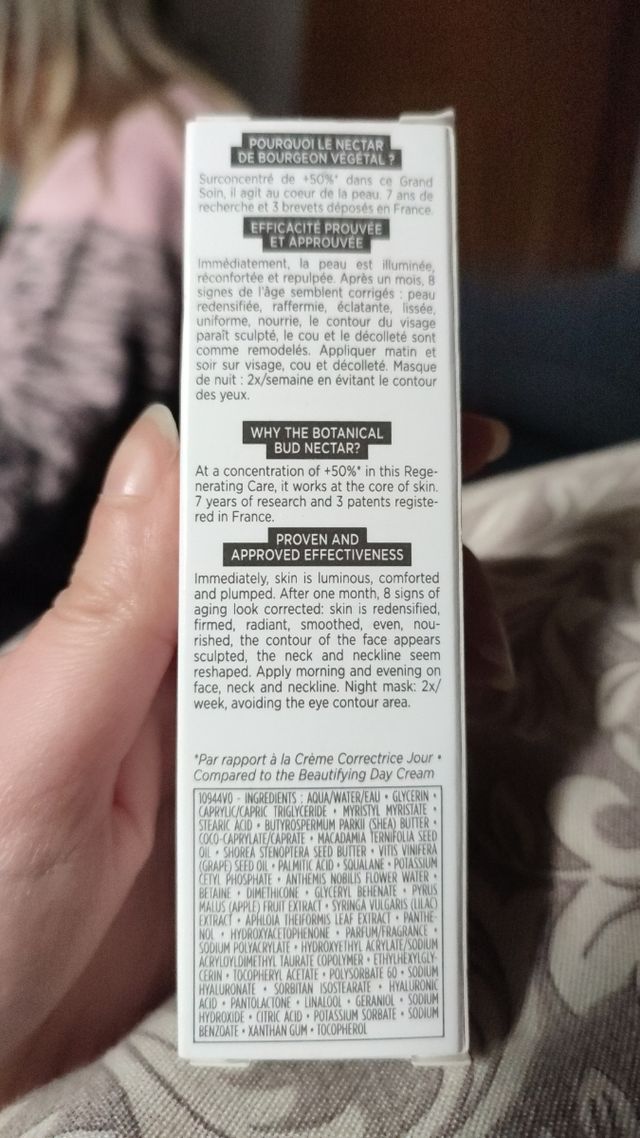 POURQUOI LE NECTAR
DE BOURGEON VÉGÉTAL ?
Surconcentré de +50%* dans ce Grand
Soin, il agit au coeur de la peau. 7 ans de
recherche et 3 brevets déposés en France.
EFFICACITÉ PROUVÉE
ET APPROUVÉE
Immédiatement, la peau est illuminée,
réconfortée et repulpée. Après un mois, 8
signes de l'âge semblent corrigés : peau
redensifiée, raffermie, éclatante, lissée,
uniforme, nourrie, le contour du visage
paraît sculpté, le cou et le décolleté sont
comme remodelés. Appliquer matin et
soir sur visage, cou et décolleté. Masque
de nuit : 2x/semaine en évitant le contour
des yeux.
WHY THE BOTANICAL
BUD NECTAR?
At a concentration of +50%* in this Rege-
nerating Care, it works at the core of skin.
7 years of research and 3 patents registe-
red in France.
PROVEN AND
APPROVED EFFECTIVENESS
Immediately, skin is luminous, comforted
and plumped. After one month, 8 signs of
aging look corrected: skin is redensified,
firmed, radiant, smoothed, even, nou-
rished, the contour of the face appears
sculpted, the neck and neckline seem
reshaped. Apply morning and evening on
face, neck and neckline. Night mask: 2x/
week, avoiding the eye contour area.
*Par rapport à la Crème Correctrice Jour •
Compared to the Beautifying Day Cream
10944V0 - INGREDIENTS : AQUA/WATER/EAU • GLYCERIN •
CAPRYLIC/CAPRIC TRIGLYCERIDE • MYRISTYL MYRISTATE •
STEARIC ACID • BUTYROSPERMUM PARKII (SHEA) BUTTER •
COCO-CAPRYLATE/CAPRATE • MACADAMIA TERNIFOLIA SEED
OIL • SHOREA STENOPTERA SEED BUTTER • VITIS VINIFERA
(GRAPE) SEED OIL • PALMITIC ACID • SQUALANE • POTASSIUM
CETYL PHOSPHATE • ANTHEMIS NOBILIS FLOWER WATER •
BETAINE • DIMETHICONE • GLYCERYL BEHENATE • PYRUS
MALUS (APPLE) FRUIT EXTRACT • SYRINGA VULGARIS (LILAC)
EXTRACT • APHLOIA THEIFORMIS LEAF EXTRACT • PANTHE-
NOL • HYDROXYACETOPHENONE • PARFUM/FRAGRANCE •
SODIUM POLYACRYLATE • HYDROXYETHYL ACRYLATE/SODIUM
ACRYLOYLDIMETHYL TAURATE COPOLYMER • ETHYLHEXYLGLY-
CERIN • TOCOPHERYL ACETATE • POLYSORBATE 60 • SODIUM
HYALURONATE • SORBITAN ISOSTEARATE • HYALURONIC
ACID • PANTOLACTONE • LINALOOL • GERANIOL • SODIUM
HYDROXIDE • CITRIC ACID • POTASSIUM SORBATE • SODIUM
BENZOATE • XANTHAN GUM • TOCOPHEROL